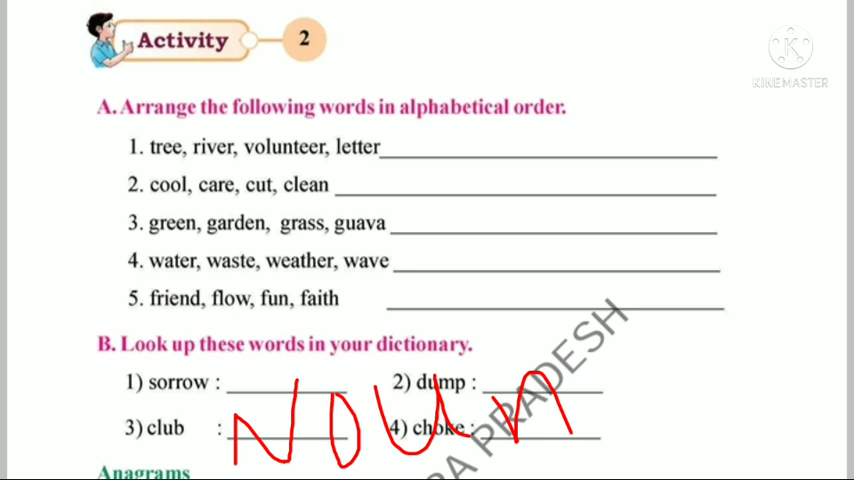 Activity 2
KINEMASTER
A. Arrange the following words in alphabetical order.
1. tree, river, volunteer, letter
2. cool, care, cut, clean
3. green, garden, grass, guava
4. water, waste, weather, wave
5. friend, flow, fun, faith
B. Look up these words in your dictionary.
1) sorrow : 2) dump :
3) club : 4) choke :
NOUn
Anagrams
RA PRADESH